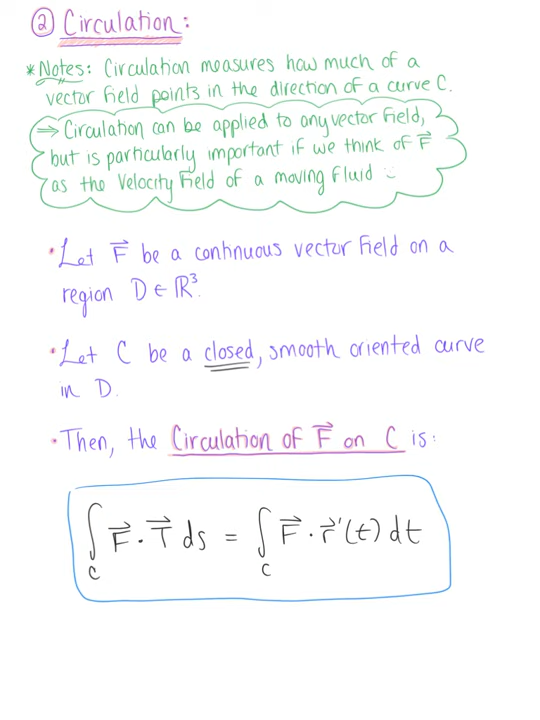 ② Circulation:
* Notes: Circulation measures how much of a
vector field points in the direction of a curve C.
⇒ Circulation can be applied to any vector field,
but is particularly important if we think of F⃗
as the velocity field of a moving fluid :)
• Let F⃗ be a continuous vector field on a
region D ∈ ℝ³.
• Let C be a closed, smooth oriented curve
in D.
• Then, the Circulation of F⃗ on C is:
∫_C F⃗ · T⃗ ds = ∫_C F⃗ · r⃗'(t) dt